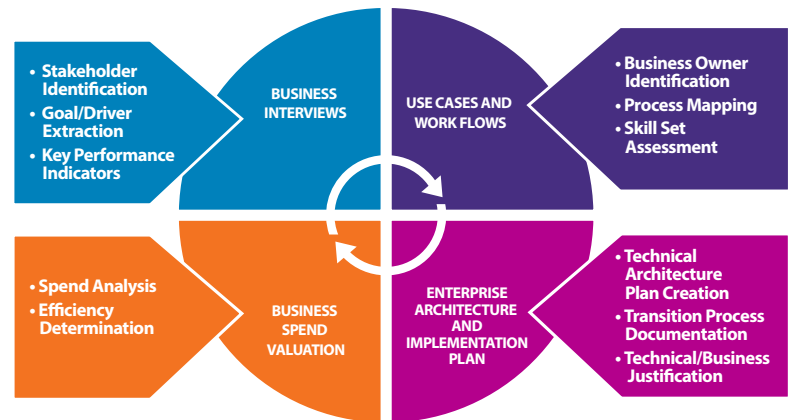 • Stakeholder
Identification
• Goal/Driver
Extraction
• Key Performance
Indicators
BUSINESS
INTERVIEWS
USE CASES AND
WORK FLOWS
• Business Owner
Identification
• Process Mapping
• Skill Set
Assessment
• Spend Analysis
• Efficiency
Determination
BUSINESS
SPEND
VALUATION
ENTERPRISE
ARCHITECTURE
AND
IMPLEMENTATION
PLAN
• Technical
Architecture
Plan Creation
• Transition Process
Documentation
• Technical/Business
Justification